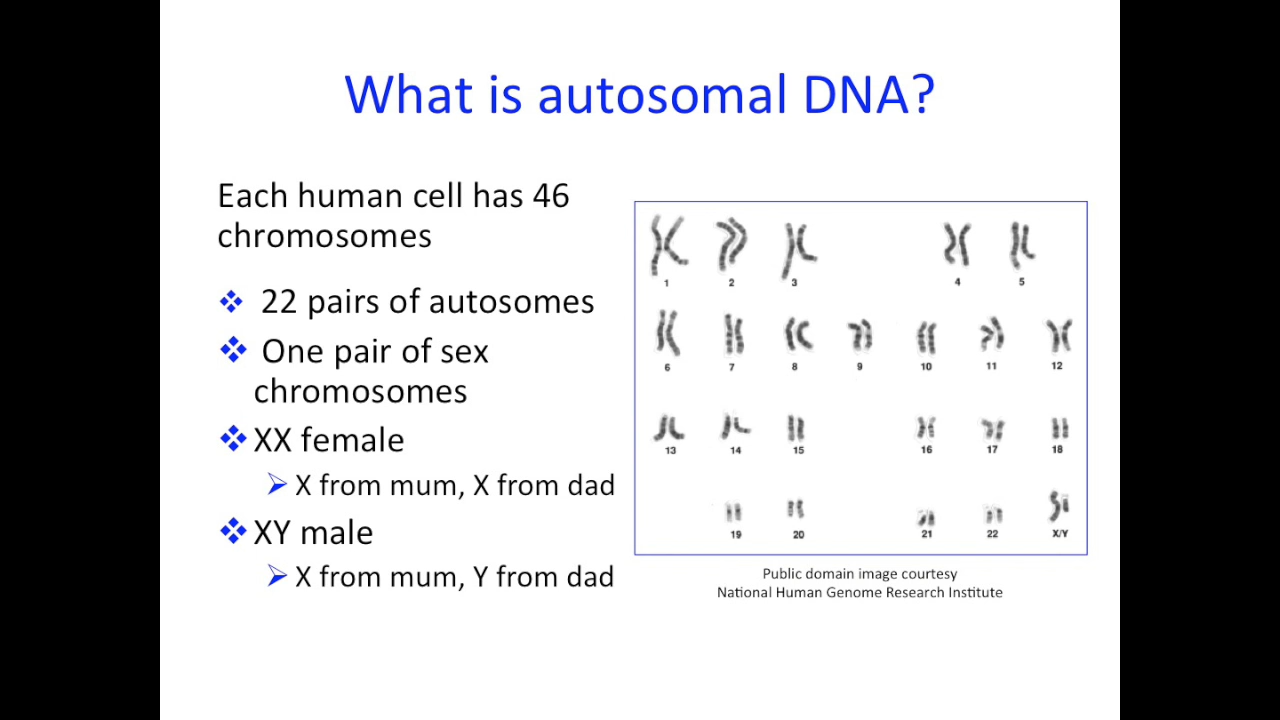 What is autosomal DNA?
Each human cell has 46
chromosomes
22 pairs of autosomes
One pair of sex
chromosomes
XX female
X from mum, X from dad
XY male
X from mum, Y from dad
1 2 3 4 5
6 7 8 9 10 11 12
13 14 15 16 17 18
19 20 21 22 X/Y
Public domain image courtesy
National Human Genome Research Institute